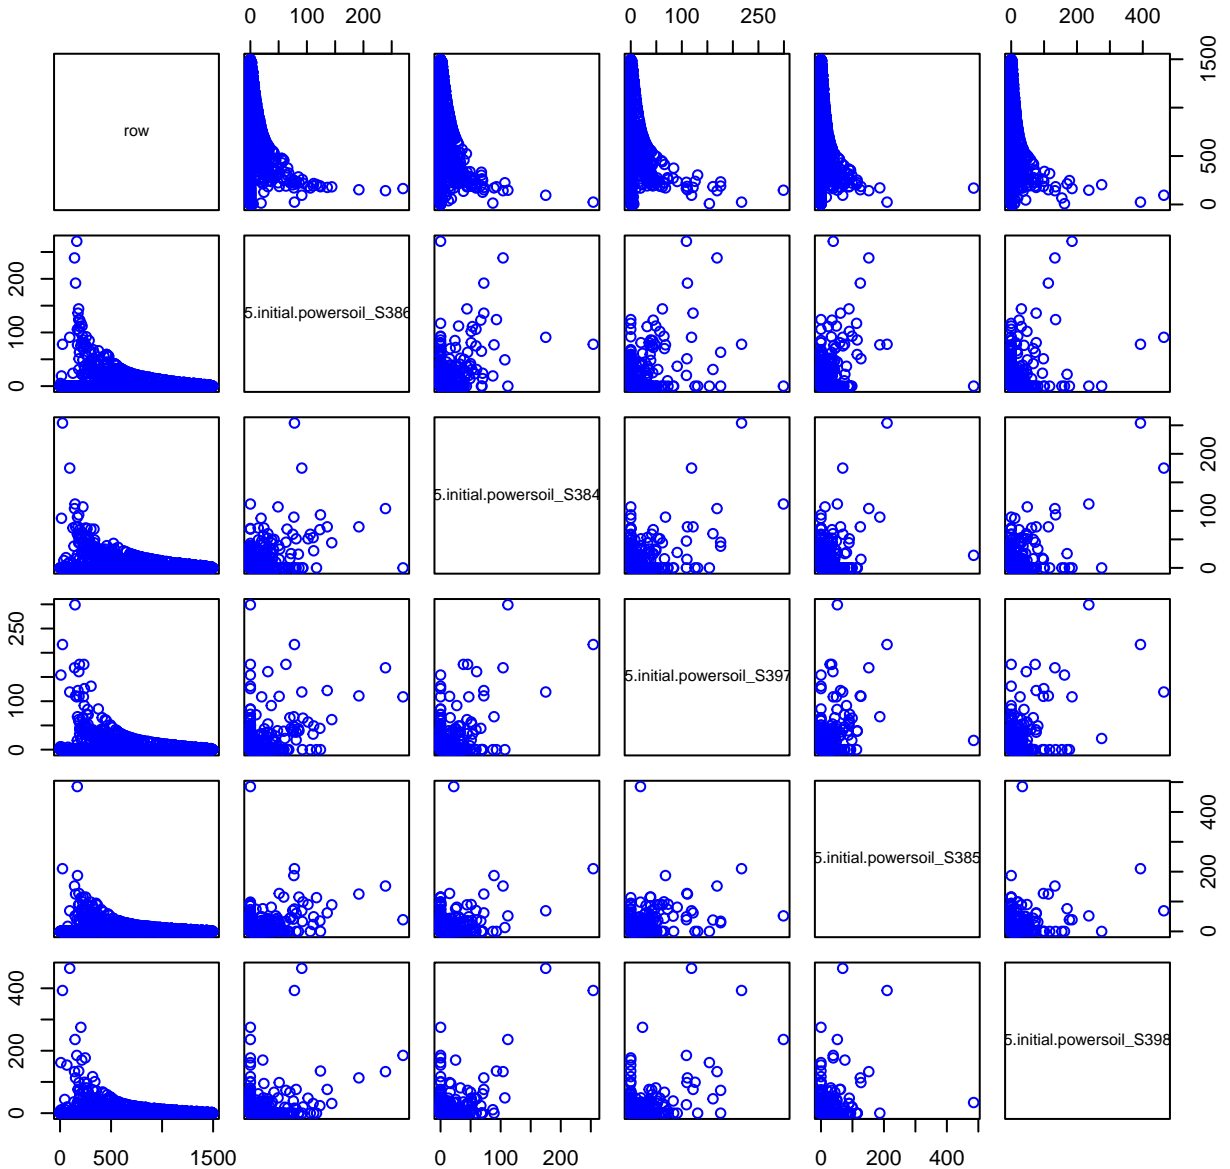 0 100 200
0 100 250
0 200 400
row
0 500 1500
0 100 200
5.initial.powersoil_S386
5.initial.powersoil_S384
0 100 200
0 100 250
5.initial.powersoil_S397
5.initial.powersoil_S385
0 200 400
0 200 400
5.initial.powersoil_S398
0 500 1500
0 100 200
0 200 400